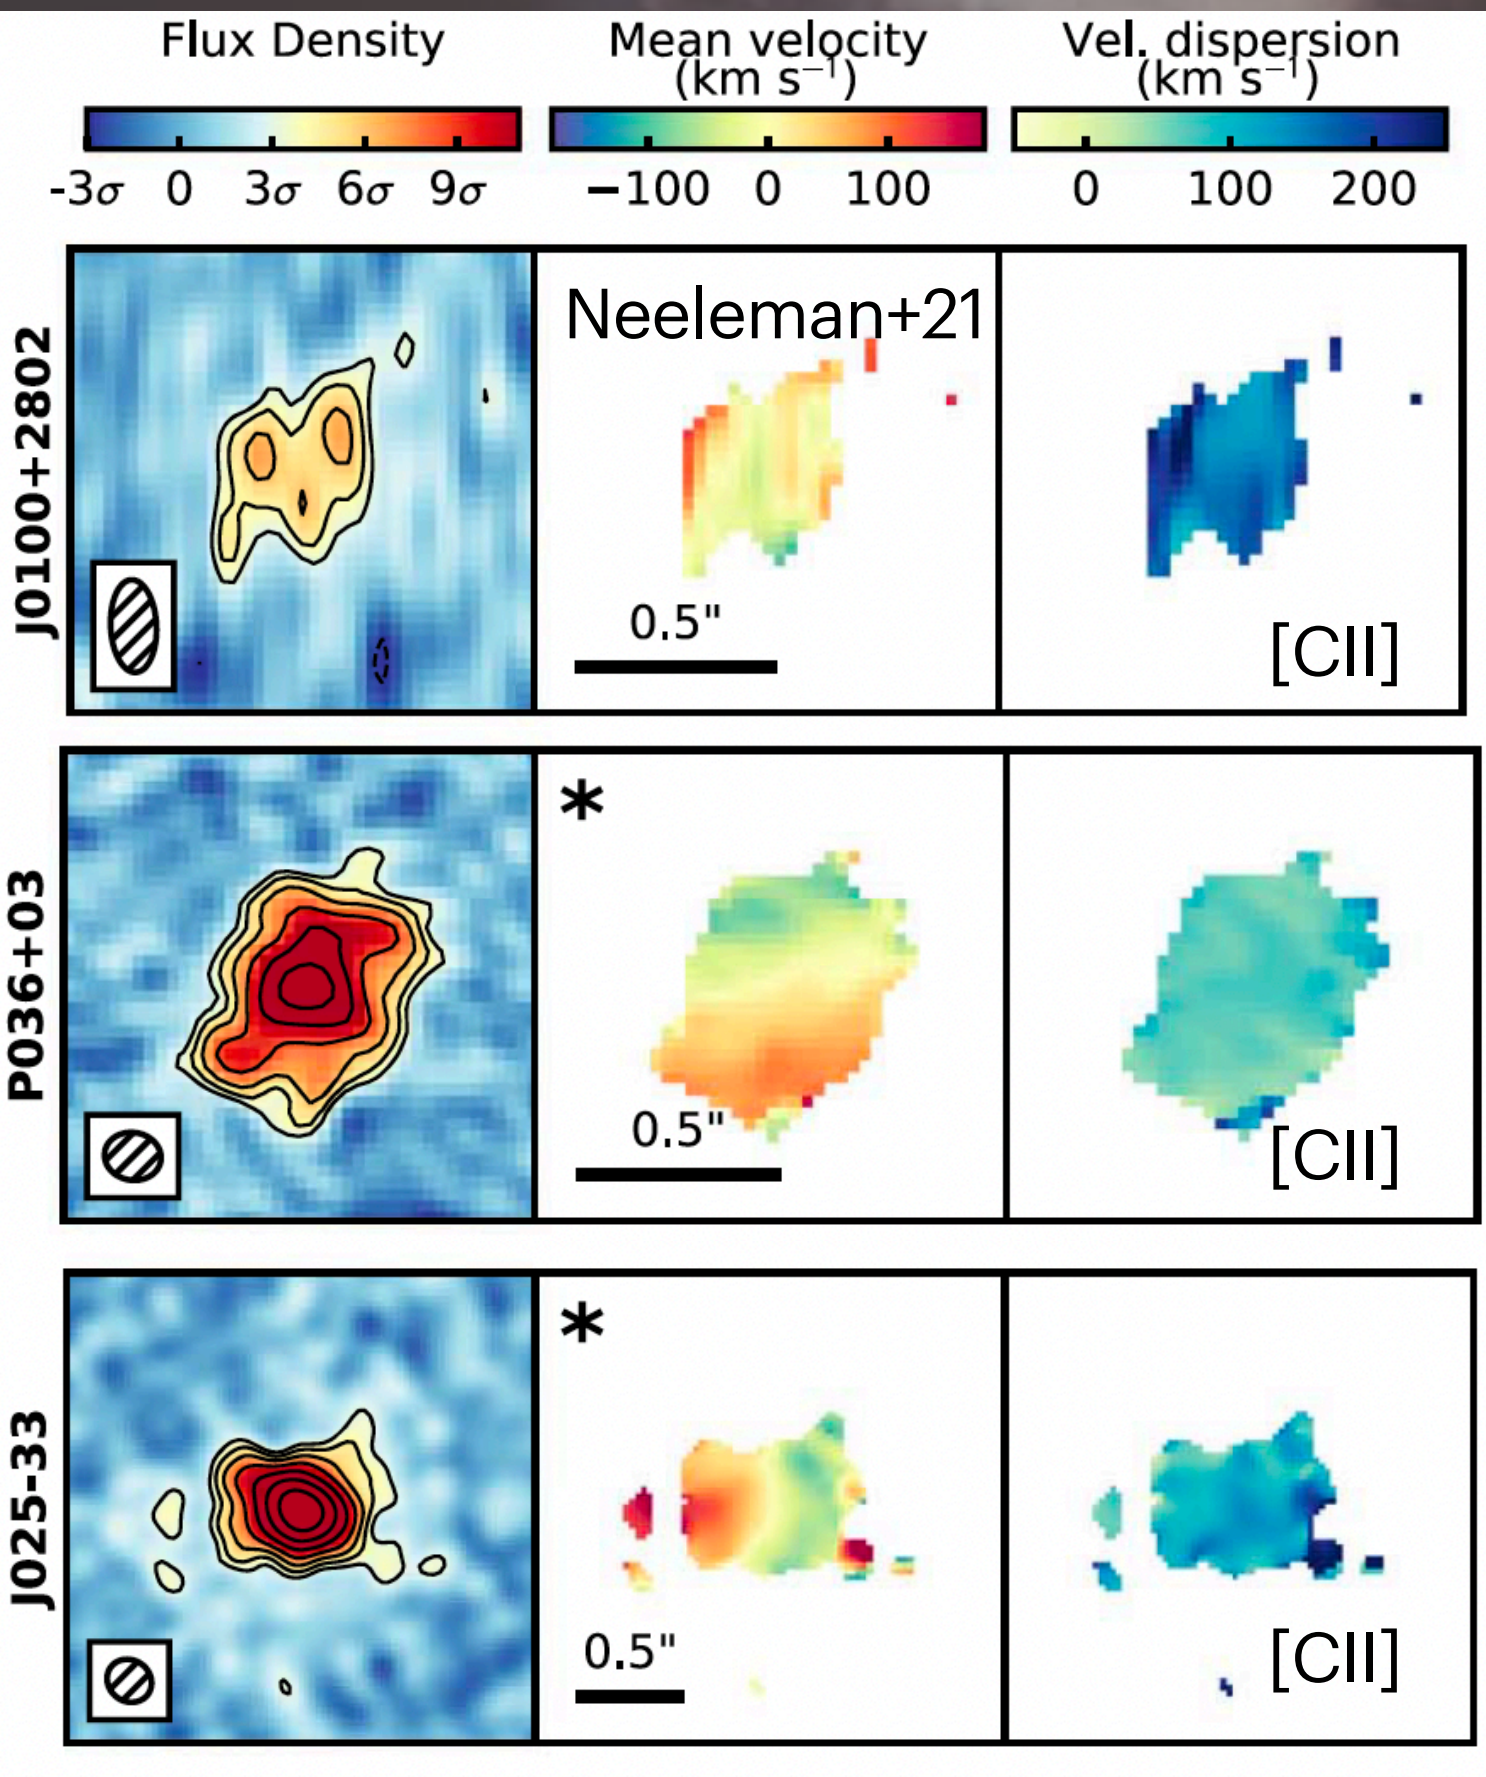 Flux Density
Mean velocity
(km s⁻¹)
Vel. dispersion
(km s⁻¹)
-3σ 0 3σ 6σ 9σ
−100 0 100
0 100 200
J0100+2802
Neeleman+21
0.5"
[CII]
P036+03
*
0.5"
[CII]
J025-33
*
0.5"
[CII]